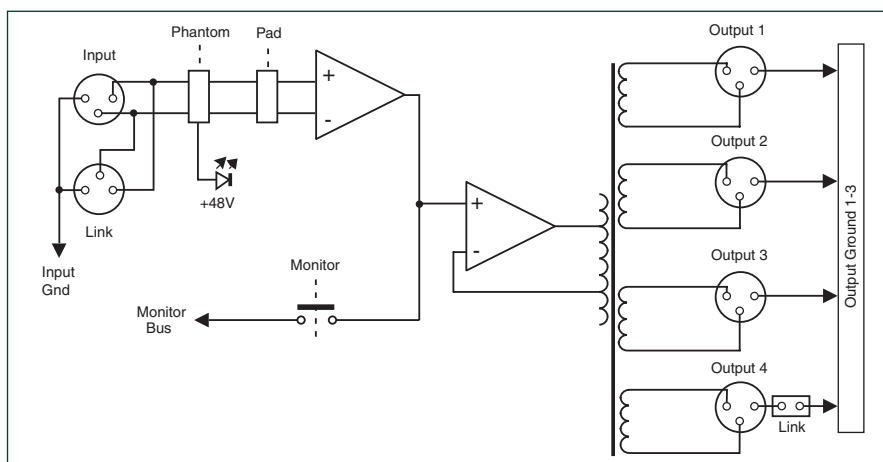 Input
Phantom
Pad
+
-
+48V
Link
Input
Gnd
Monitor
Monitor
Bus
+
-
Output 1
Output 2
Output 3
Output 4
Link
Output Ground 1-3